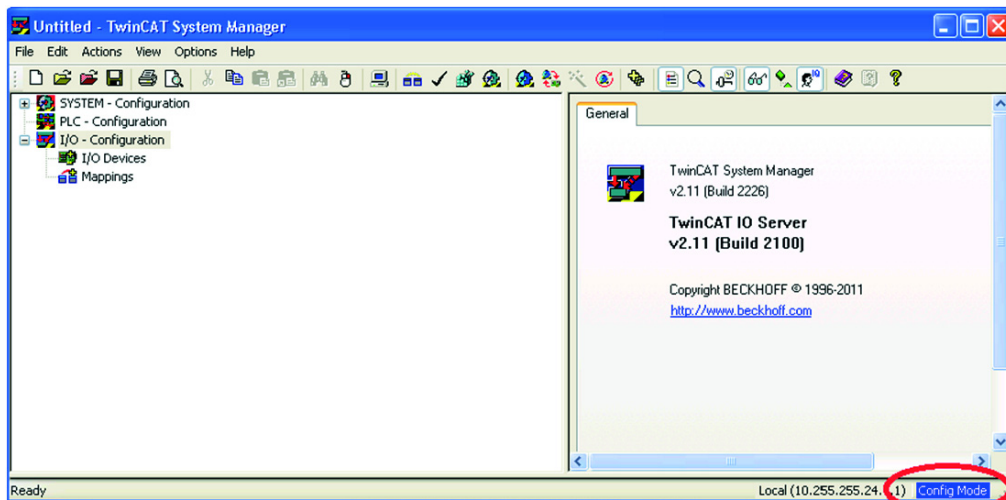 Untitled - TwinCAT System Manager
File Edit Actions View Options Help
SYSTEM - Configuration
PLC - Configuration
I/O - Configuration
I/O Devices
Mappings
General
TwinCAT System Manager
v2.11 (Build 2226)
TwinCAT IO Server
v2.11 (Build 2100)
Copyright BECKHOFF © 1996-2011
http://www.beckhoff.com
Ready
Local (10.255.255.24. .1) Config Mode